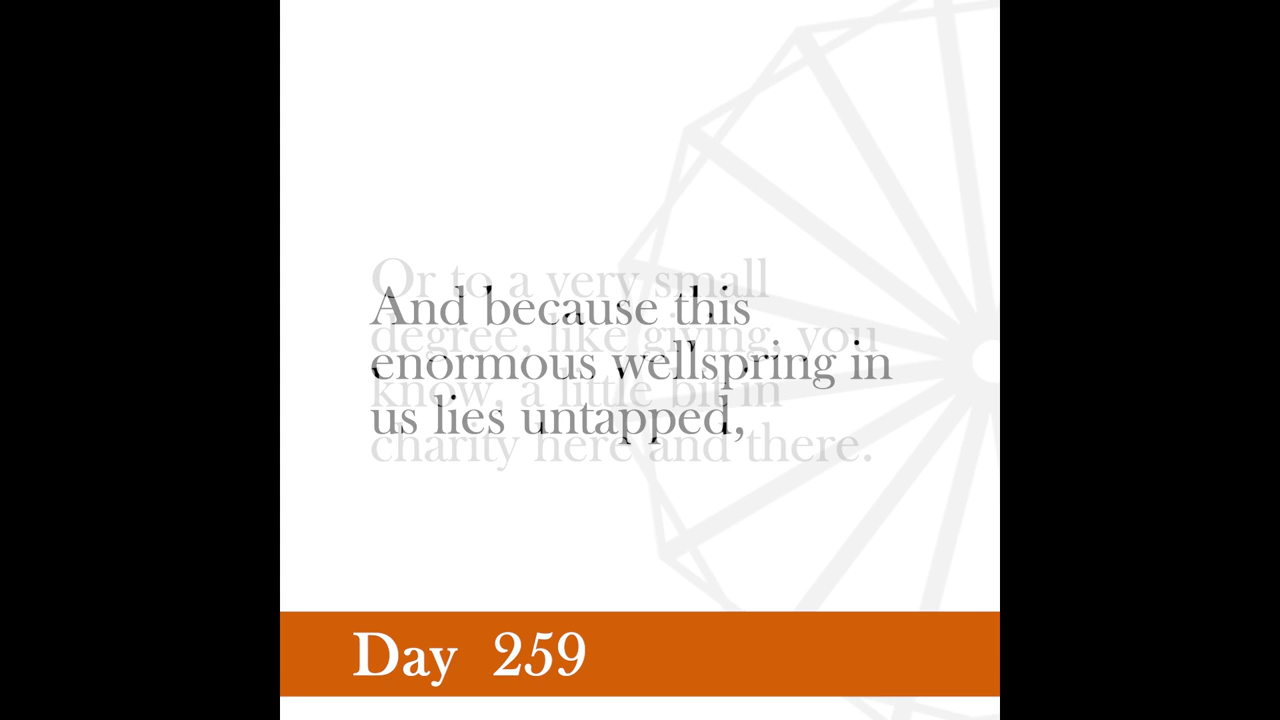 Or to a very small
And because this
degree, like giving, you
enormous wellspring in
know, a little bit in
us lies untapped,
charity here and there.
Day 259